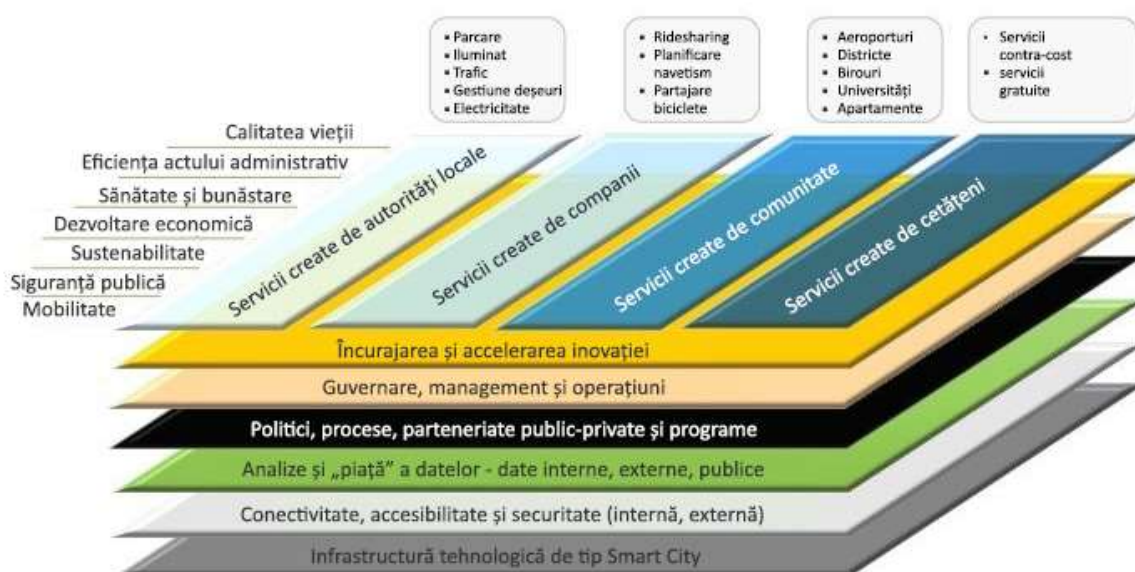 Parcare
Iluminat
Trafic
Gestiune deșeuri
Electricitate
Ridesharing
Planificare
navetism
Partajare
biciclete
Aeroporturi
Districte
Birouri
Universități
Apartamente
Servicii
contra-cost
servicii
gratuite
Calitatea vieții
Eficiența actului administrativ
Sănătate și bunăstare
Dezvoltare economică
Sustenabilitate
Siguranță publică
Mobilitate
Servicii create de autorități locale
Servicii create de companii
Servicii create de comunitate
Servicii create de cetățeni
Încurajarea și accelerarea inovației
Guvernare, management și operațiuni
Politici, procese, parteneriate public-private și programe
Analize și „piață” a datelor - date interne, externe, publice
Conectivitate, accesibilitate și securitate (internă, externă)
Infrastructură tehnologică de tip Smart City